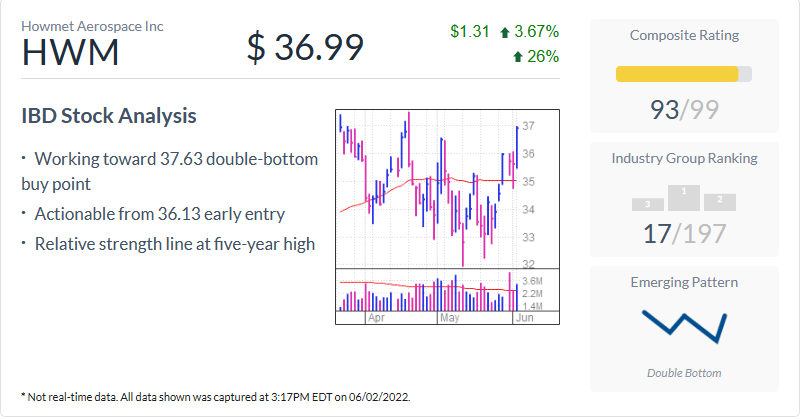 Howmet Aerospace Inc
HWM
$ 36.99
$1.31 3.67%
26%
IBD Stock Analysis
· Working toward 37.63 double-bottom
buy point
· Actionable from 36.13 early entry
· Relative strength line at five-year high
37
36
35
34
33
32
3.6M
2.2M
1.4M
Apr
May
Jun
Composite Rating
93/99
Industry Group Ranking
3
1
2
17/197
Emerging Pattern
Double Bottom
* Not real-time data. All data shown was captured at 3:17PM EDT on 06/02/2022.